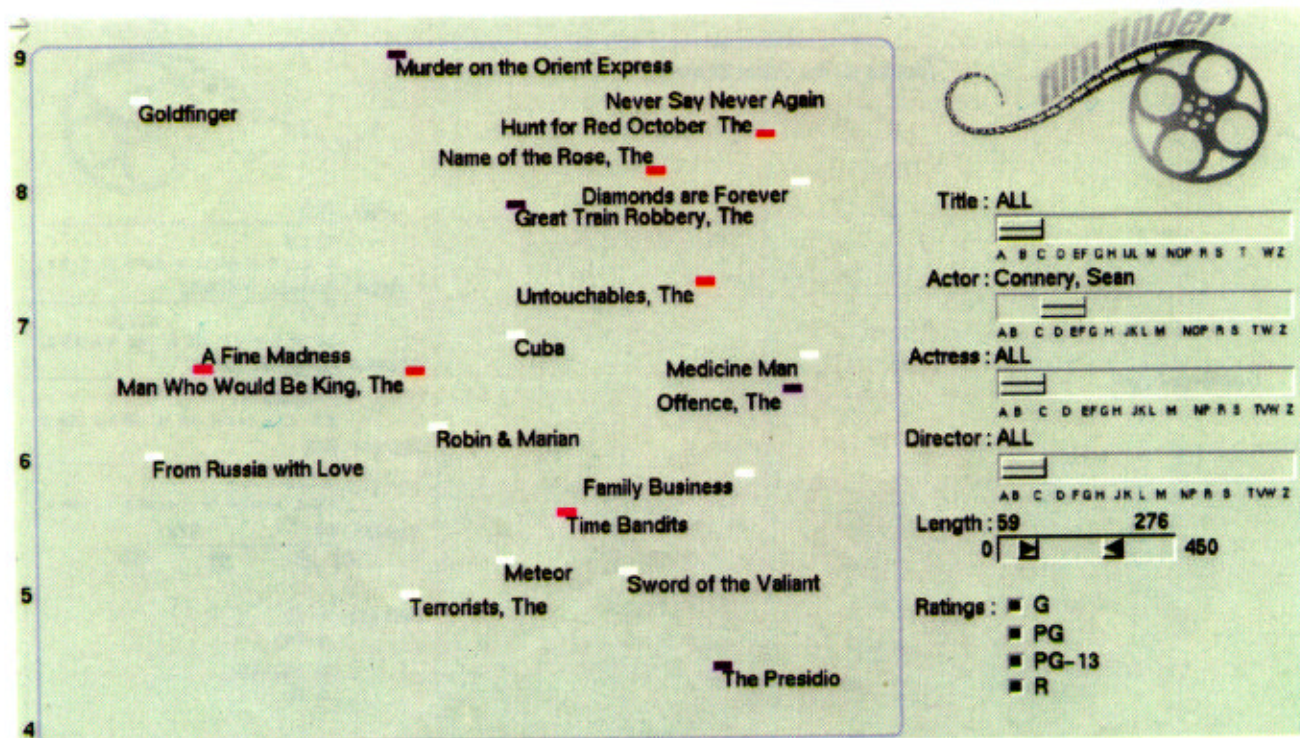 film finder
9
Murder on the Orient Express
Goldfinger
Never Say Never Again
Hunt for Red October The
Name of the Rose, The
8
Diamonds are Forever
Great Train Robbery, The
Untouchables, The
7
Cuba
A Fine Madness
Medicine Man
Man Who Would Be King, The
Offence, The
Robin & Marian
6
From Russia with Love
Family Business
Time Bandits
Meteor
Sword of the Valiant
5
Terrorists, The
The Presidio
4
Title : ALL
A B C D EF G H IJL M NOP R S T WZ
Actor : Connery, Sean
AB C D EFG H JKL M NOP R S TW Z
Actress : ALL
AB C D EFG H JKL M NP R S TVW Z
Director : ALL
AB C D FGH JK L M NP R S TVW Z
Length : 59 276
0 450
Ratings : G
PG
PG-13
R